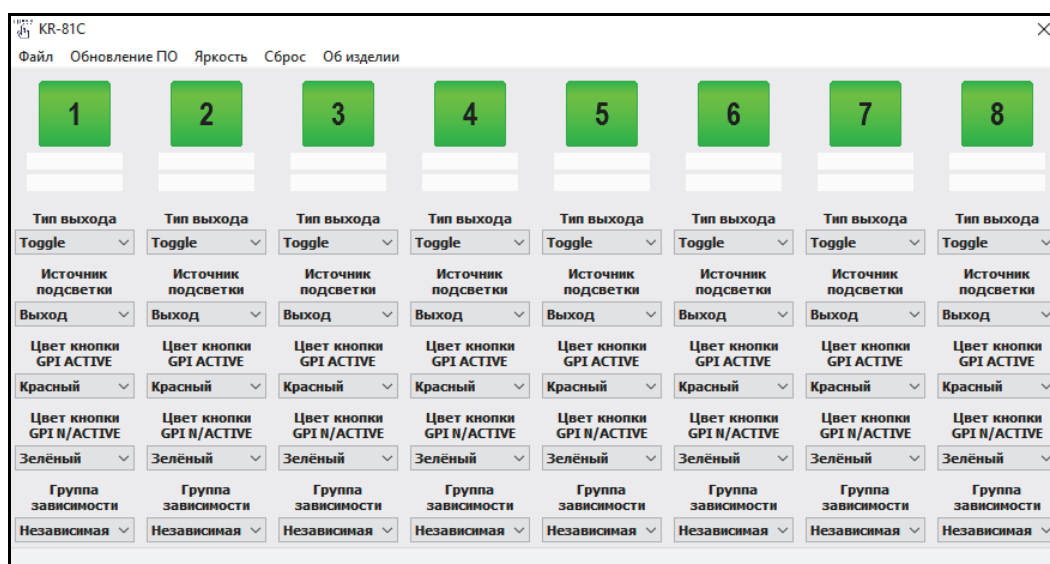 KR-81C
Файл Обновление ПО Яркость Сброс Об изделии
1 2 3 4 5 6 7 8
Тип выхода Тип выхода Тип выхода Тип выхода Тип выхода Тип выхода Тип выхода Тип выхода
Toggle Toggle Toggle Toggle Toggle Toggle Toggle Toggle
Источник Источник Источник Источник Источник Источник Источник Источник
подсветки подсветки подсветки подсветки подсветки подсветки подсветки подсветки
Выход Выход Выход Выход Выход Выход Выход Выход
Цвет кнопки Цвет кнопки Цвет кнопки Цвет кнопки Цвет кнопки Цвет кнопки Цвет кнопки Цвет кнопки
GPI ACTIVE GPI ACTIVE GPI ACTIVE GPI ACTIVE GPI ACTIVE GPI ACTIVE GPI ACTIVE GPI ACTIVE
Красный Красный Красный Красный Красный Красный Красный Красный
Цвет кнопки Цвет кнопки Цвет кнопки Цвет кнопки Цвет кнопки Цвет кнопки Цвет кнопки Цвет кнопки
GPI N/ACTIVE GPI N/ACTIVE GPI N/ACTIVE GPI N/ACTIVE GPI N/ACTIVE GPI N/ACTIVE GPI N/ACTIVE GPI N/ACTIVE
Зелёный Зелёный Зелёный Зелёный Зелёный Зелёный Зелёный Зелёный
Группа Группа Группа Группа Группа Группа Группа Группа
зависимости зависимости зависимости зависимости зависимости зависимости зависимости зависимости
Независимая Независимая Независимая Независимая Независимая Независимая Независимая Независимая